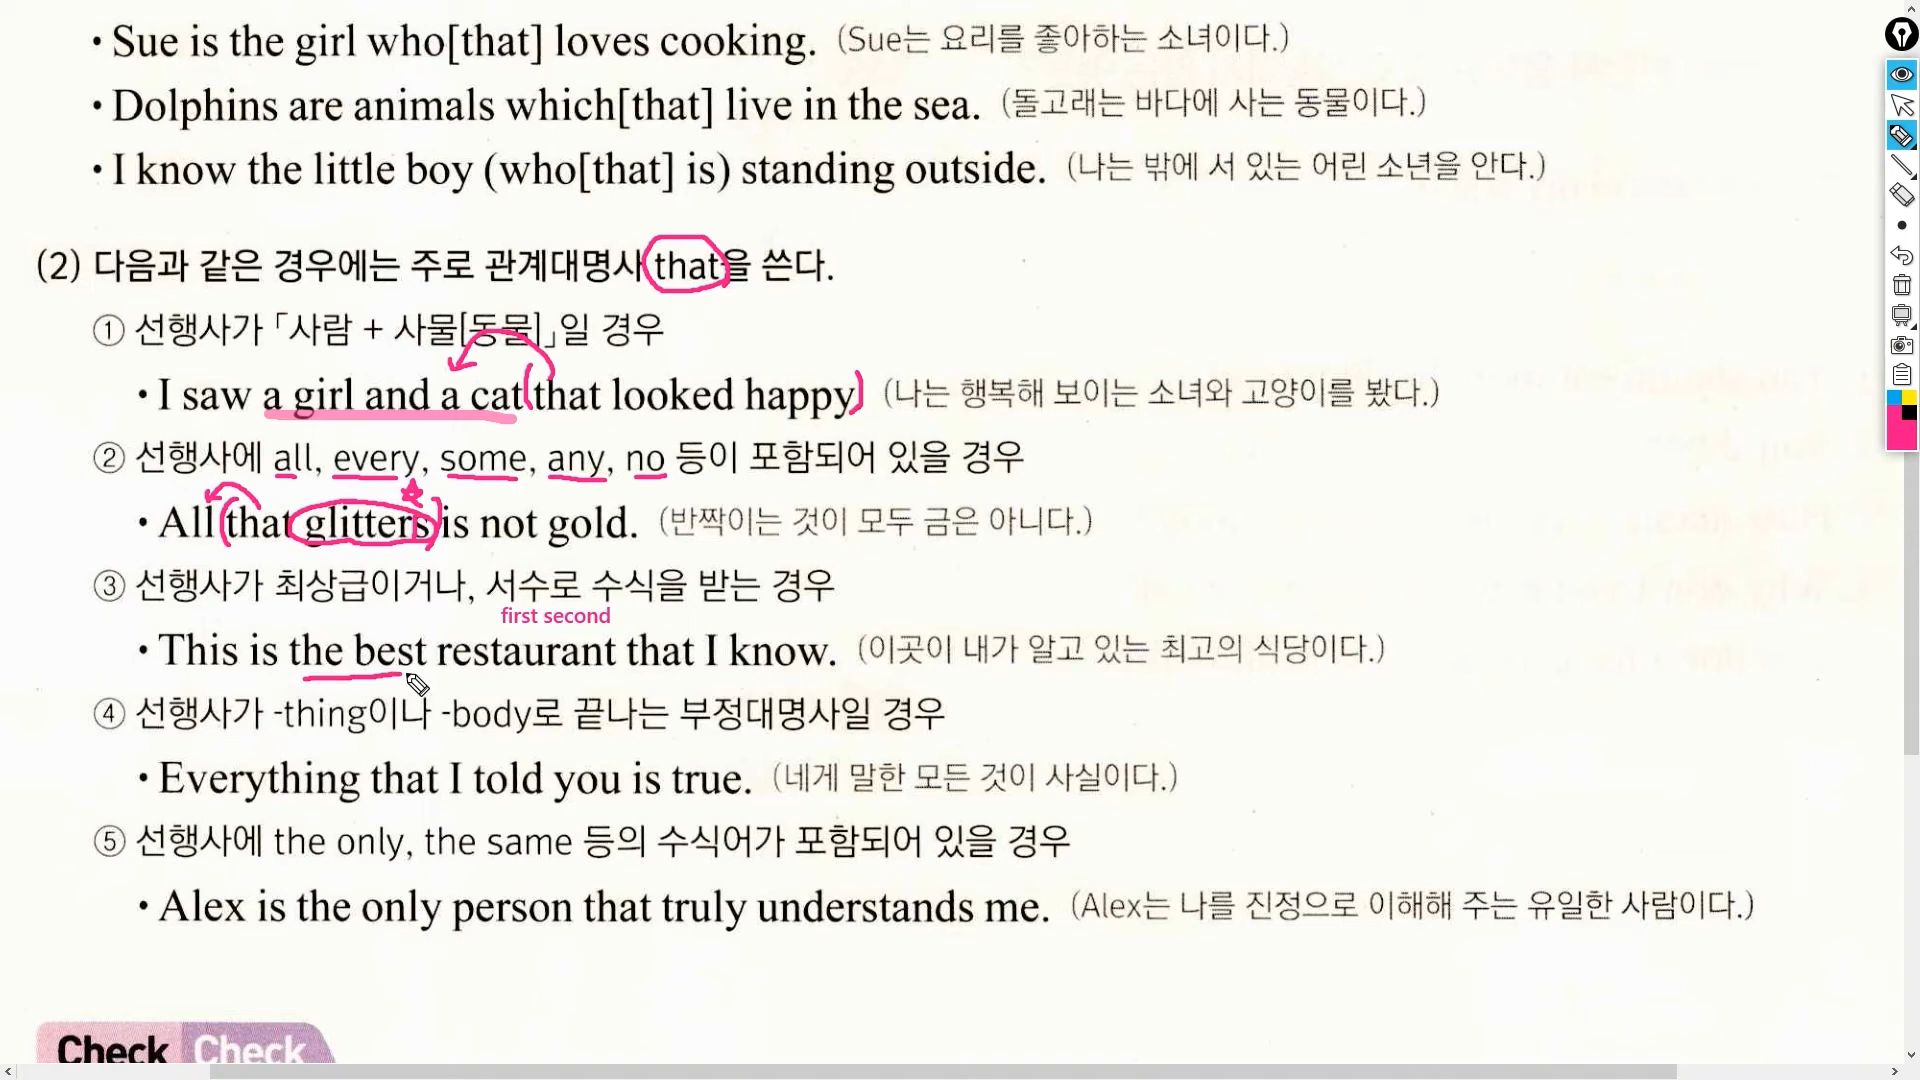 • Sue is the girl who[that] loves cooking. (Sue는 요리를 좋아하는 소녀이다.)
• Dolphins are animals which[that] live in the sea. (돌고래는 바다에 사는 동물이다.)
• I know the little boy (who[that] is) standing outside. (나는 밖에 서 있는 어린 소년을 안다.)
(2) 다음과 같은 경우에는 주로 관계대명사 that을 쓴다.
① 선행사가 「사람 + 사물[동물]」일 경우
• I saw a girl and a cat (that looked happy) (나는 행복해 보이는 소녀와 고양이를 봤다.)
② 선행사에 all, every, some, any, no 등이 포함되어 있을 경우
• All (that glitters) is not gold. (반짝이는 것이 모두 금은 아니다.)
③ 선행사가 최상급이거나, 서수로 수식을 받는 경우
first second
• This is the best restaurant that I know. (이곳이 내가 알고 있는 최고의 식당이다.)
④ 선행사가 -thing이나 -body로 끝나는 부정대명사일 경우
• Everything that I told you is true. (네게 말한 모든 것이 사실이다.)
⑤ 선행사에 the only, the same 등의 수식어가 포함되어 있을 경우
• Alex is the only person that truly understands me. (Alex는 나를 진정으로 이해해 주는 유일한 사람이다.)
Check Check